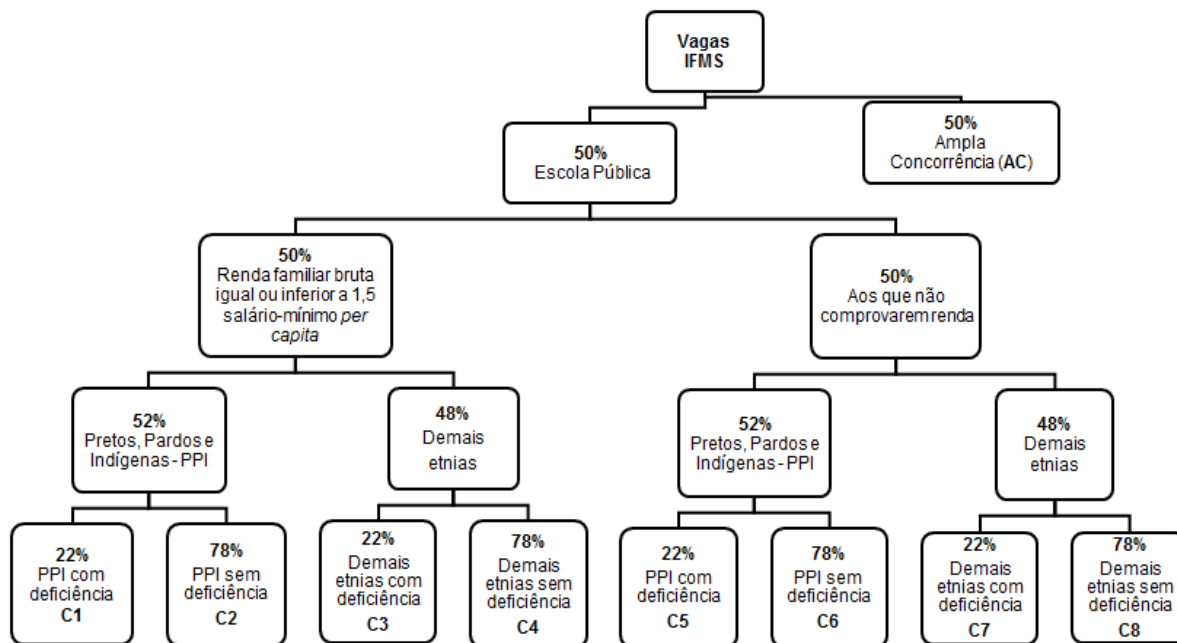 Vagas
IFMS
50%
Ampla
Concorrência (AC)
50%
Escola Pública
50%
Renda familiar bruta
igual ou inferior a 1,5
salário-mínimo per
capita
50%
Aos que não
comprovarem renda
52%
Pretos, Pardos e
Indígenas - PPI
48%
Demais
etnias
52%
Pretos, Pardos e
Indígenas - PPI
48%
Demais
etnias
22%
PPI com
deficiência
C1
78%
PPI sem
deficiência
C2
22%
Demais
etnias com
deficiência
C3
78%
Demais
etnias sem
deficiência
C4
22%
PPI com
deficiência
C5
78%
PPI sem
deficiência
C6
22%
Demais
etnias com
deficiência
C7
78%
Demais
etnias sem
deficiência
C8